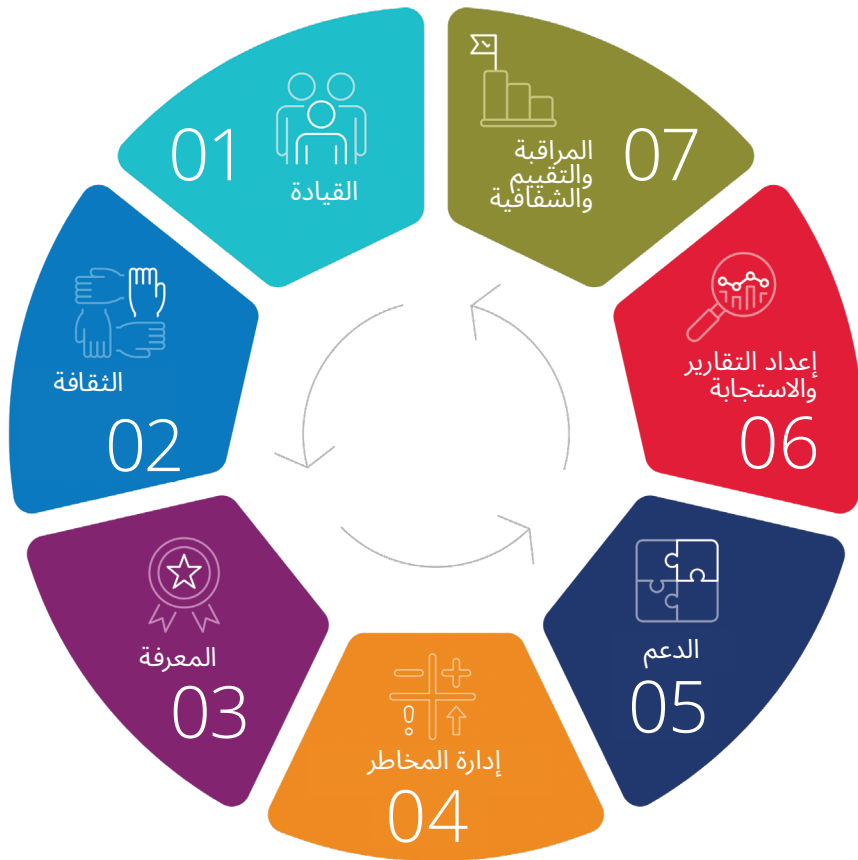 01
القيادة
02
الثقافة
03
المعرفة
04
إدارة المخاطر
05
الدعم
06
إعداد التقارير
والاستجابة
07
المراقبة
والتقييم
والشفافية